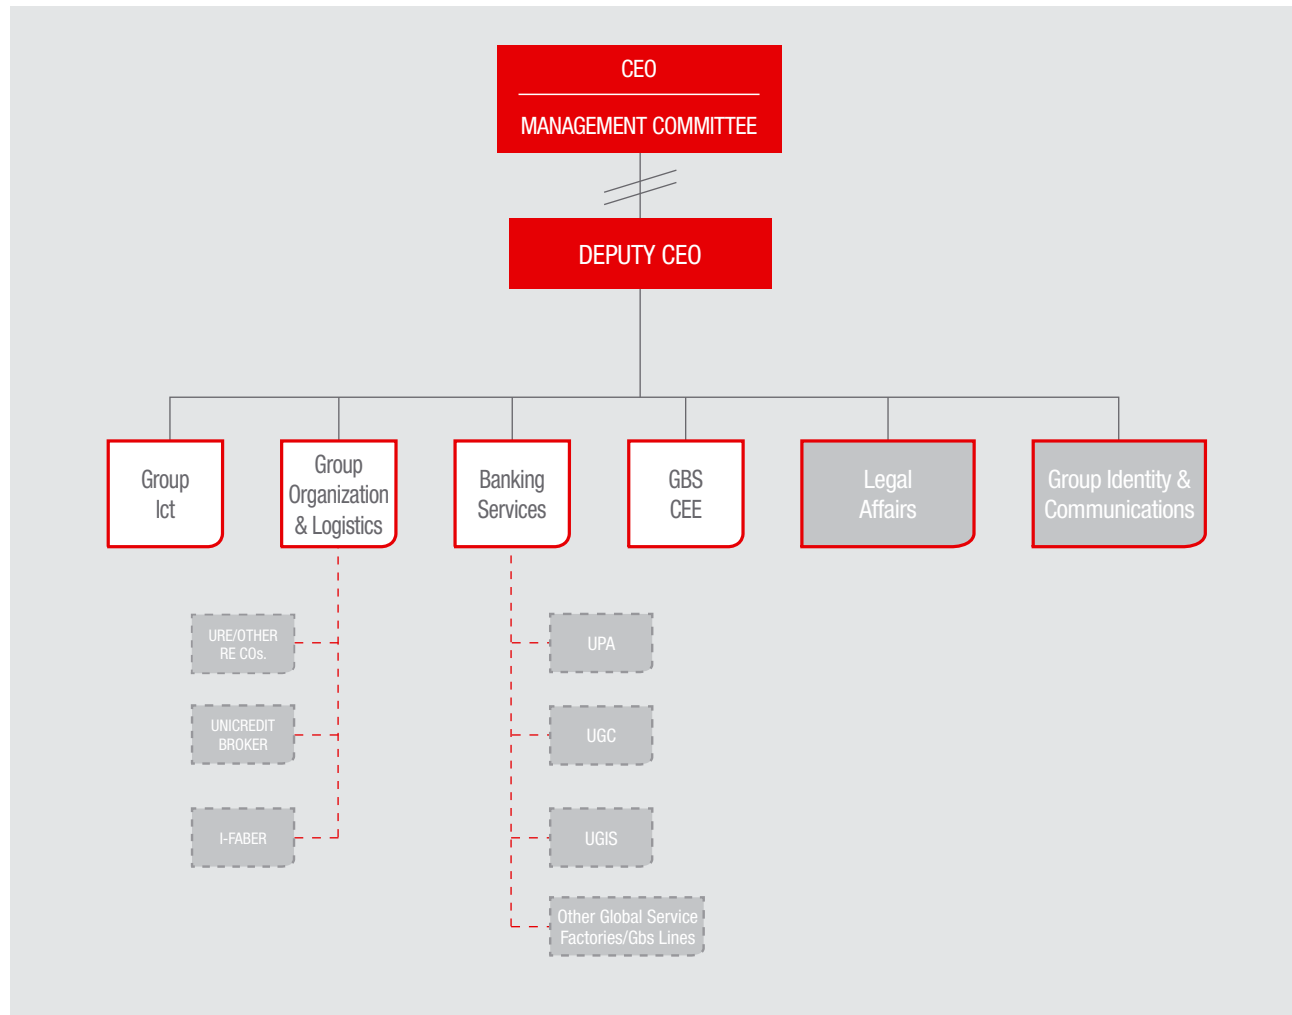 CEO
MANAGEMENT COMMITTEE
DEPUTY CEO
Group
Ict
Group
Organization
& Logistics
Banking
Services
GBS
CEE
Legal
Affairs
Group Identity &
Communications
URE/OTHER
RE COs.
UNICREDIT
BROKER
I-FABER
UPA
UGC
UGIS
Other Global Service
Factories/Gbs Lines